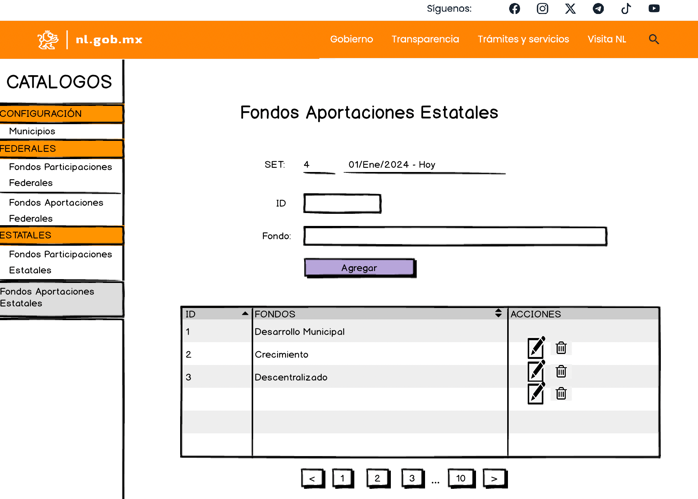 Síguenos:
nl.gob.mx
Gobierno Transparencia Trámites y servicios Visita NL
CATALOGOS
CONFIGURACIÓN
Municipios
FEDERALES
Fondos Participaciones
Federales
Fondos Aportaciones
Federales
ESTATALES
Fondos Participaciones
Estatales
Fondos Aportaciones
Estatales
Fondos Aportaciones Estatales
SET: 4 01/Ene/2024 - Hoy
ID
Fondo:
Agregar
ID FONDOS ACCIONES
1 Desarrollo Municipal
2 Crecimiento
3 Descentralizado
< 1 2 3 ... 10 >